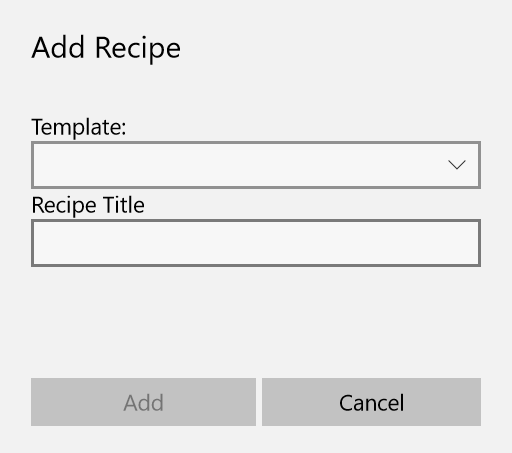 Add Recipe
Template:
Recipe Title
Add
Cancel